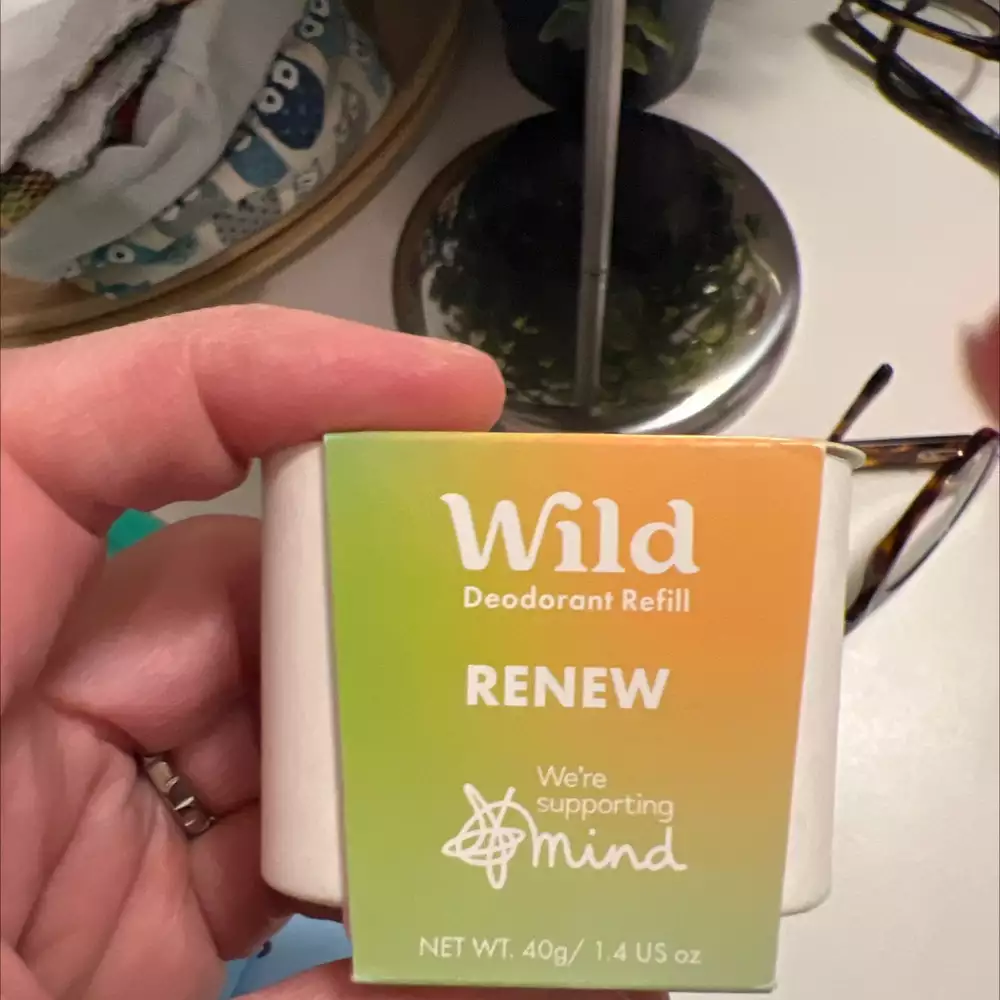 Wild
Deodorant Refill
RENEW
We're
supporting
mind
NET WT. 40g/ 1.4 US oz